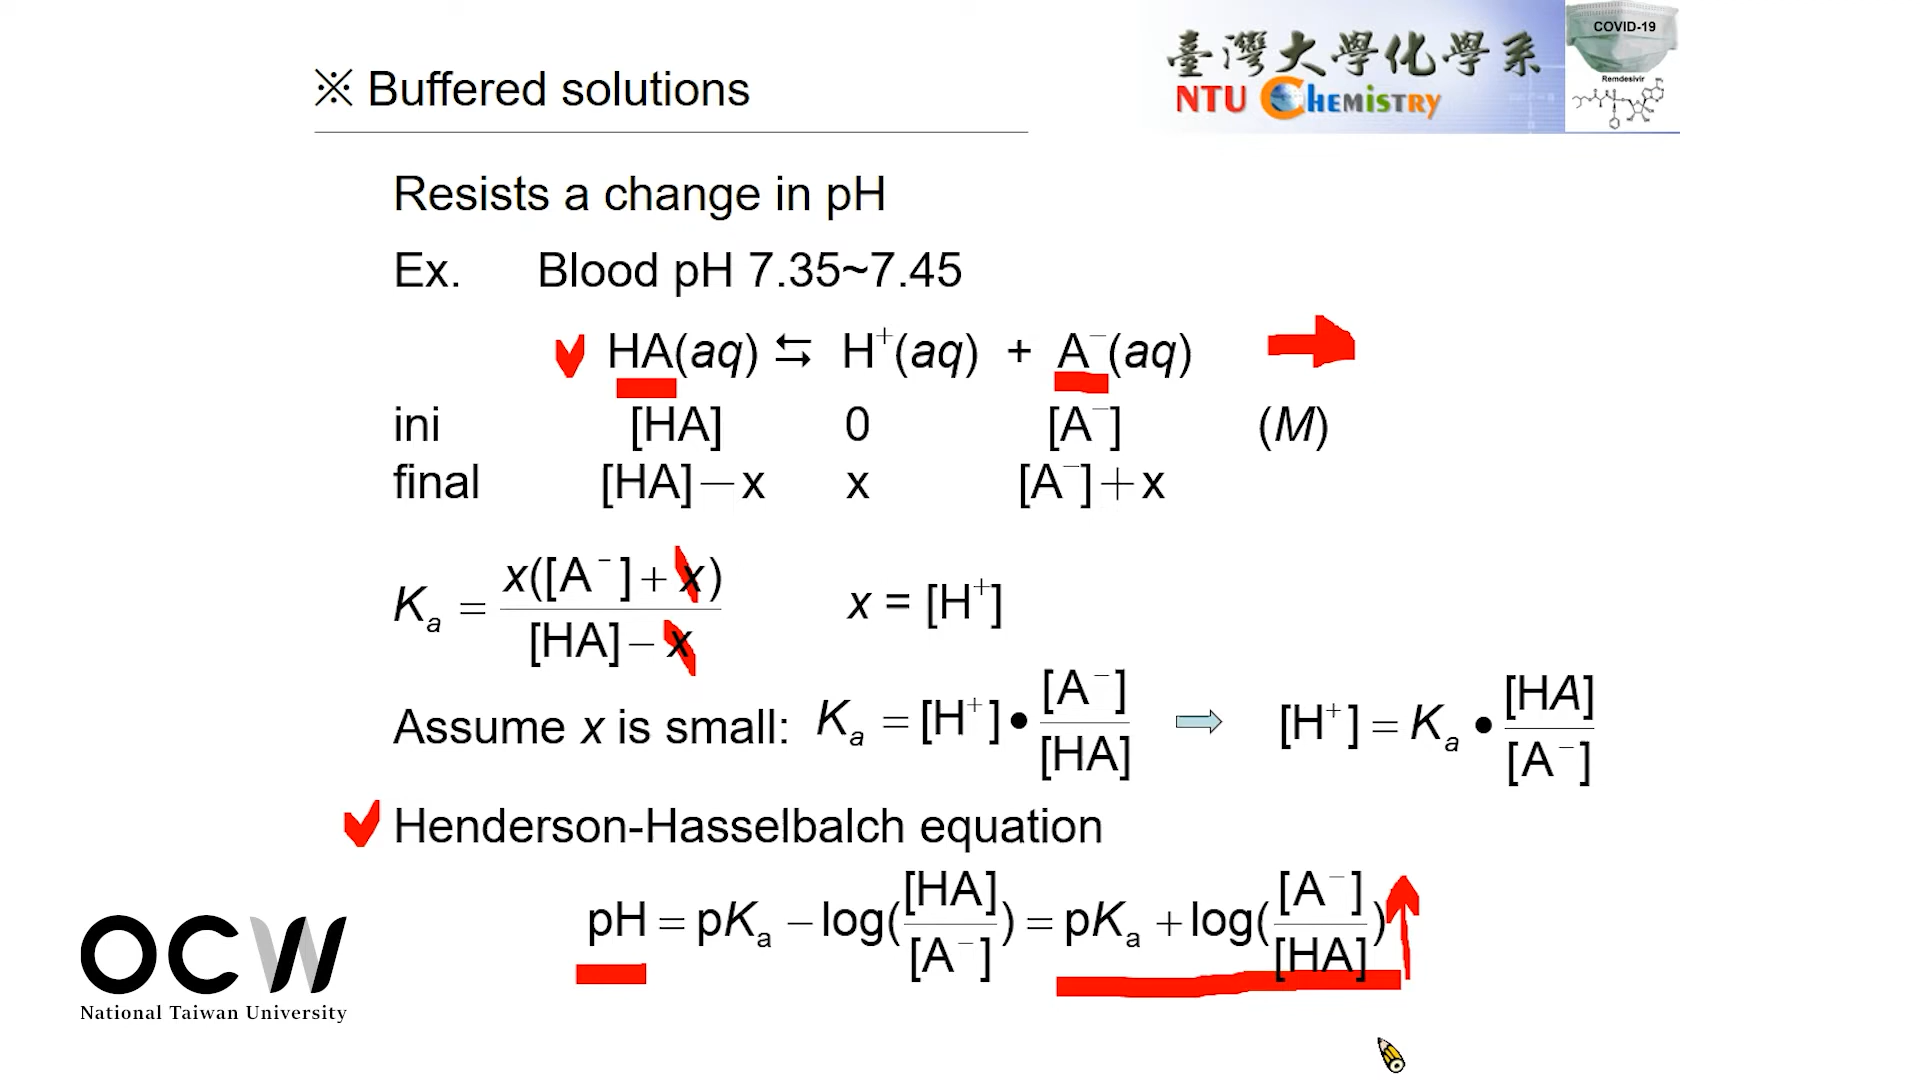 ※ Buffered solutions
臺灣大學化學系
NTU Chemistry
COVID-19
Remdesivir
Resists a change in pH
Ex. Blood pH 7.35~7.45
HA(aq) ⇆ H⁺(aq) + A⁻(aq)
ini [HA] 0 [A⁻] (M)
final [HA]－x x [A⁻]＋x
Kₐ = x([A⁻] + x) / [HA] − x x = [H⁺]
Assume x is small: Kₐ = [H⁺] • [A⁻] / [HA] ⇒ [H⁺] = Kₐ • [HA] / [A⁻]
Henderson-Hasselbalch equation
pH = pKₐ − log([HA] / [A⁻]) = pKₐ + log([A⁻] / [HA])
OCW
National Taiwan University